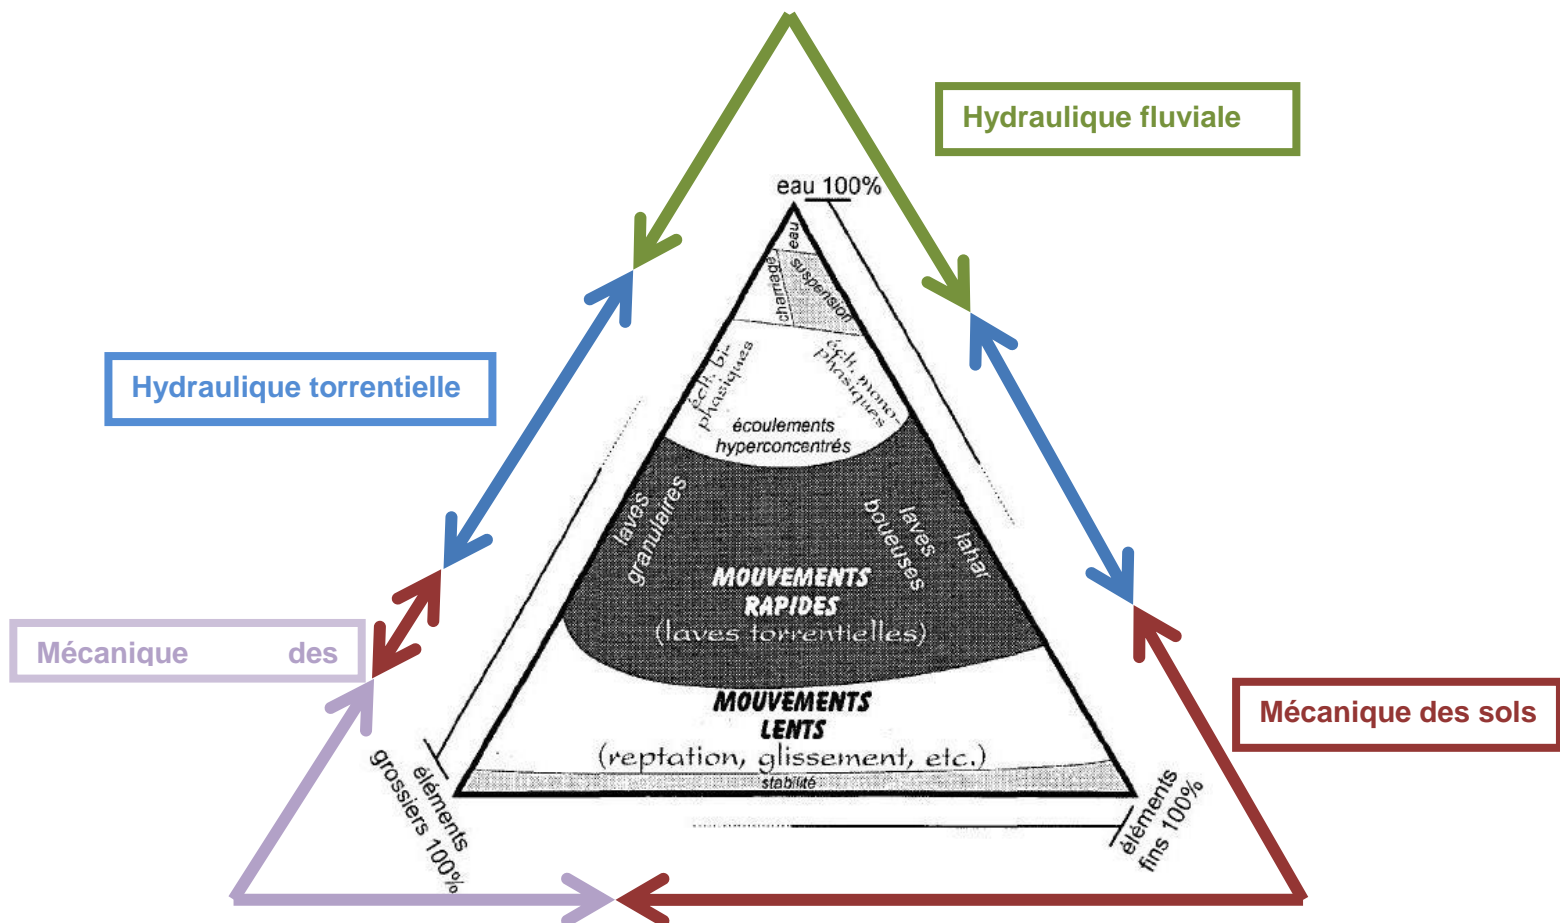 Hydraulique fluviale
eau 100%
eau
charriage
suspension
Hydraulique torrentielle
éclt. bi-
phasiques
éclt. mono-
phasiques
écoulements
hyperconcentrés
laves
granulaires
laves
boueuses
lahar
MOUVEMENTS
RAPIDES
(laves torrentielles)
Mécanique des
MOUVEMENTS
LENTS
(reptation, glissement, etc.)
stabilité
Mécanique des sols
éléments
grossiers 100%
éléments
fins 100%